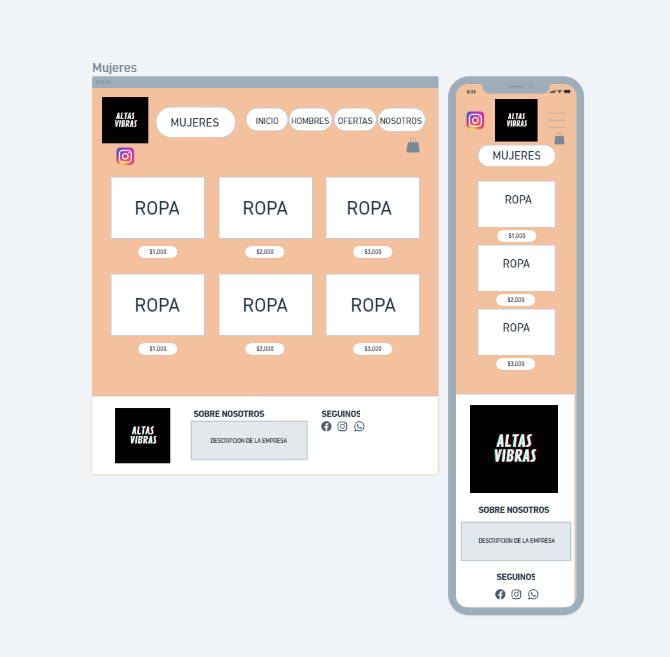 Mujeres
ALTAS
VIBRAS
MUJERES
INICIO
HOMBRES
OFERTAS
NOSOTROS
ROPA
ROPA
ROPA
$1.000
$2.000
$3.000
ROPA
ROPA
ROPA
$1.000
$2.000
$3.000
ALTAS
VIBRAS
SOBRE NOSOTROS
DESCRIPCION DE LA EMPRESA
SEGUINOS
ALTAS
VIBRAS
MUJERES
ROPA
$1.000
ROPA
$2.000
ROPA
$3.000
ALTAS
VIBRAS
SOBRE NOSOTROS
DESCRIPCION DE LA EMPRESA
SEGUINOS